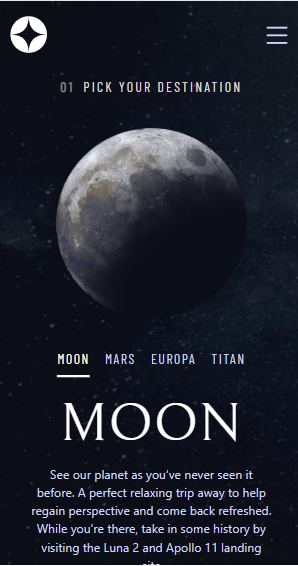 01 PICK YOUR DESTINATION
MOON MARS EUROPA TITAN
MOON
See our planet as you’ve never seen it
before. A perfect relaxing trip away to help
regain perspective and come back refreshed.
While you’re there, take in some history by
visiting the Luna 2 and Apollo 11 landing